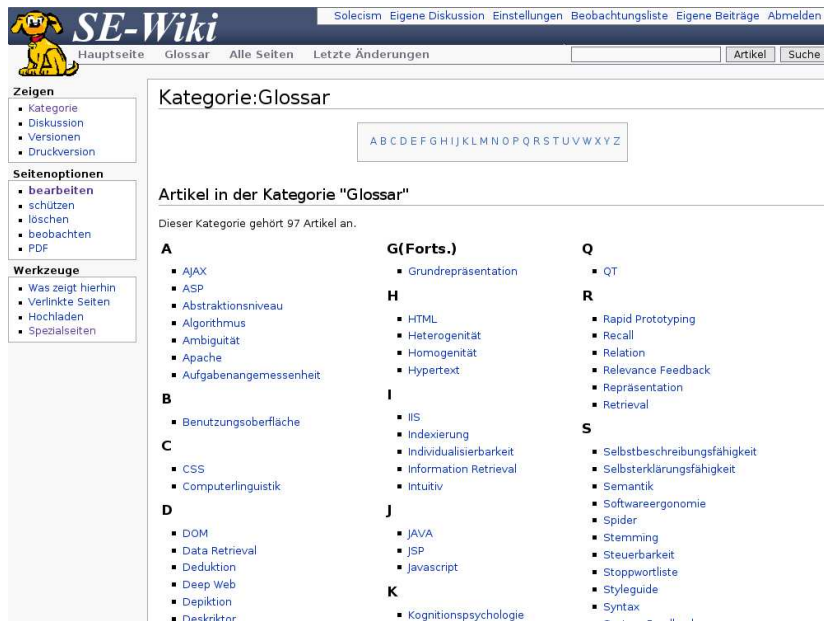 SE-Wiki
Solecism Eigene Diskussion Einstellungen Beobachtungsliste Eigene Beiträge Abmelden
Hauptseite Glossar Alle Seiten Letzte Änderungen
Artikel Suche
Zeigen
Kategorie
Diskussion
Versionen
Druckversion
Seitenoptionen
bearbeiten
schützen
löschen
beobachten
PDF
Werkzeuge
Was zeigt hierhin
Verlinkte Seiten
Hochladen
Spezialseiten
Kategorie:Glossar
A B C D E F G H I J K L M N O P Q R S T U V W X Y Z
Artikel in der Kategorie "Glossar"
Dieser Kategorie gehört 97 Artikel an.
A
AJAX
ASP
Abstraktionsniveau
Algorithmus
Ambiguität
Apache
Aufgabenangemessenheit
B
Benutzungsoberfläche
C
CSS
Computerlinguistik
D
DOM
Data Retrieval
Deduktion
Deep Web
Depiktion
Deskriptor
G(Forts.)
Grundrepräsentation
H
HTML
Heterogenität
Homogenität
Hypertext
I
IIS
Indexierung
Individualisierbarkeit
Information Retrieval
Intuitiv
J
JAVA
JSP
Javascript
K
Kognitionspsychologie
Q
QT
R
Rapid Prototyping
Recall
Relation
Relevance Feedback
Repräsentation
Retrieval
S
Selbstbeschreibungsfähigkeit
Selbsterklärungsfähigkeit
Semantik
Softwareergonomie
Spider
Stemming
Steuerbarkeit
Stoppwortliste
Styleguide
Syntax